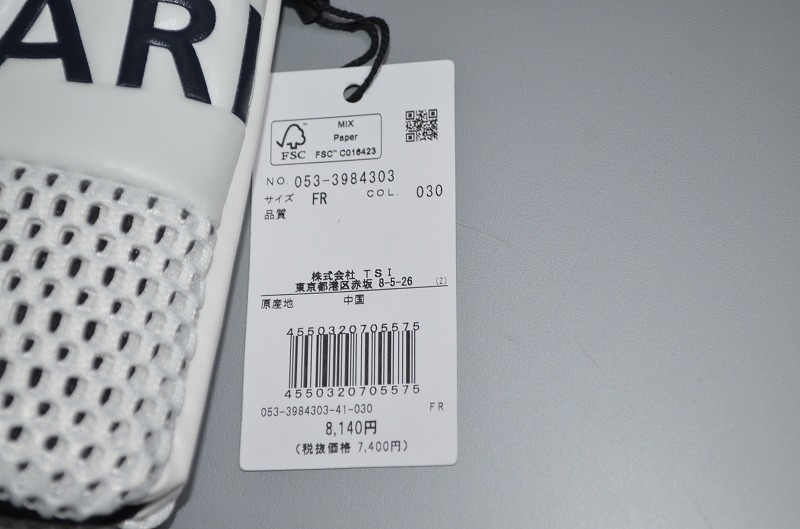 ARI
MIX
Paper
FSC
FSC™ C016423
NO. 053-3984303
サイズ FR COL. 030
品質
株式会社 TSI
東京都港区赤坂 8-5-26 (Z)
原産地 中国
4550320705575
4550320705575
053-3984303-41-030 FR
8,140円
(税抜価格 7,400円)